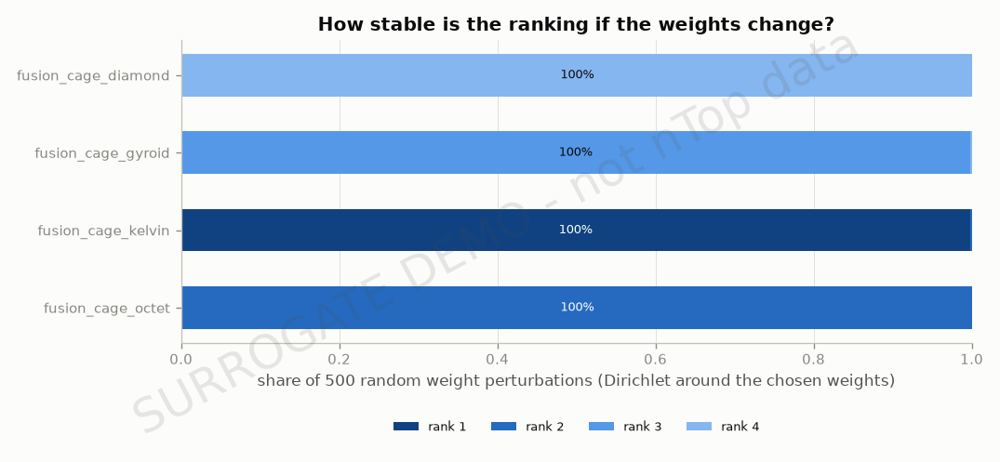 How stable is the ranking if the weights change?
fusion_cage_diamond
100%
fusion_cage_gyroid
100%
fusion_cage_kelvin
100%
fusion_cage_octet
100%
SURROGATE DEMO - not nTop data
0.0 0.2 0.4 0.6 0.8 1.0
share of 500 random weight perturbations (Dirichlet around the chosen weights)
rank 1 rank 2 rank 3 rank 4